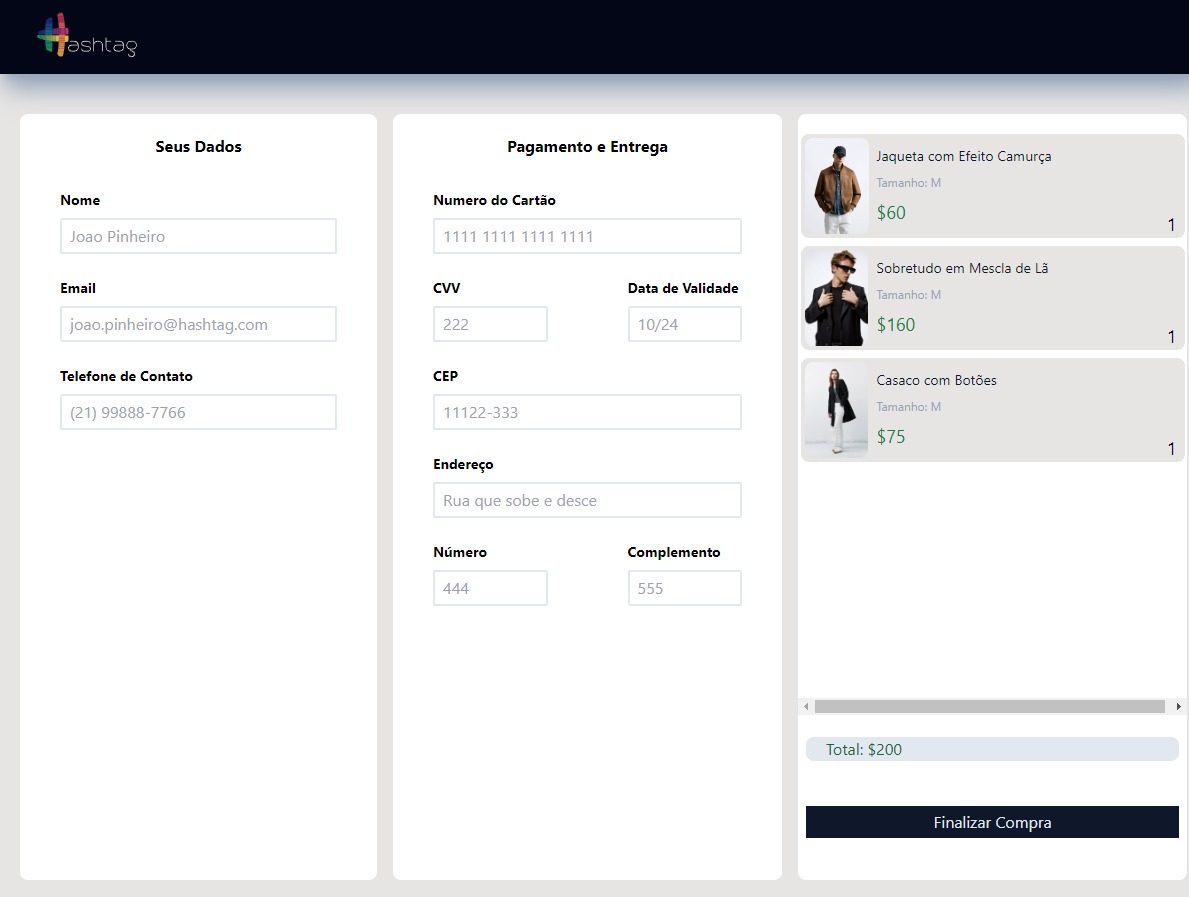 Hashtag
Seus Dados
Nome
Joao Pinheiro
Email
joao.pinheiro@hashtag.com
Telefone de Contato
(21) 99888-7766
Pagamento e Entrega
Numero do Cartão
1111 1111 1111 1111
CVV
222
Data de Validade
10/24
CEP
11122-333
Endereço
Rua que sobe e desce
Número
444
Complemento
555
Jaqueta com Efeito Camurça
Tamanho: M
$60
1
Sobretudo em Mescla de Lã
Tamanho: M
$160
1
Casaco com Botões
Tamanho: M
$75
1
Total: $200
Finalizar Compra